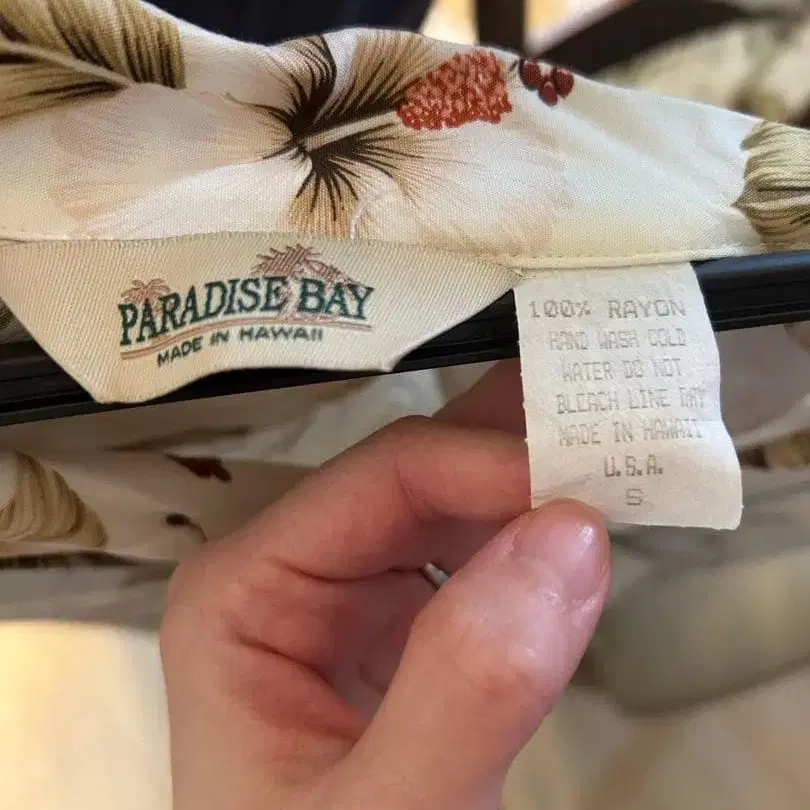 PARADISE BAY
MADE IN HAWAII
100% RAYON
HAND WASH COLD
WATER DO NOT
BLEACH LINE DRY
MADE IN HAWAII
U.S.A.
S